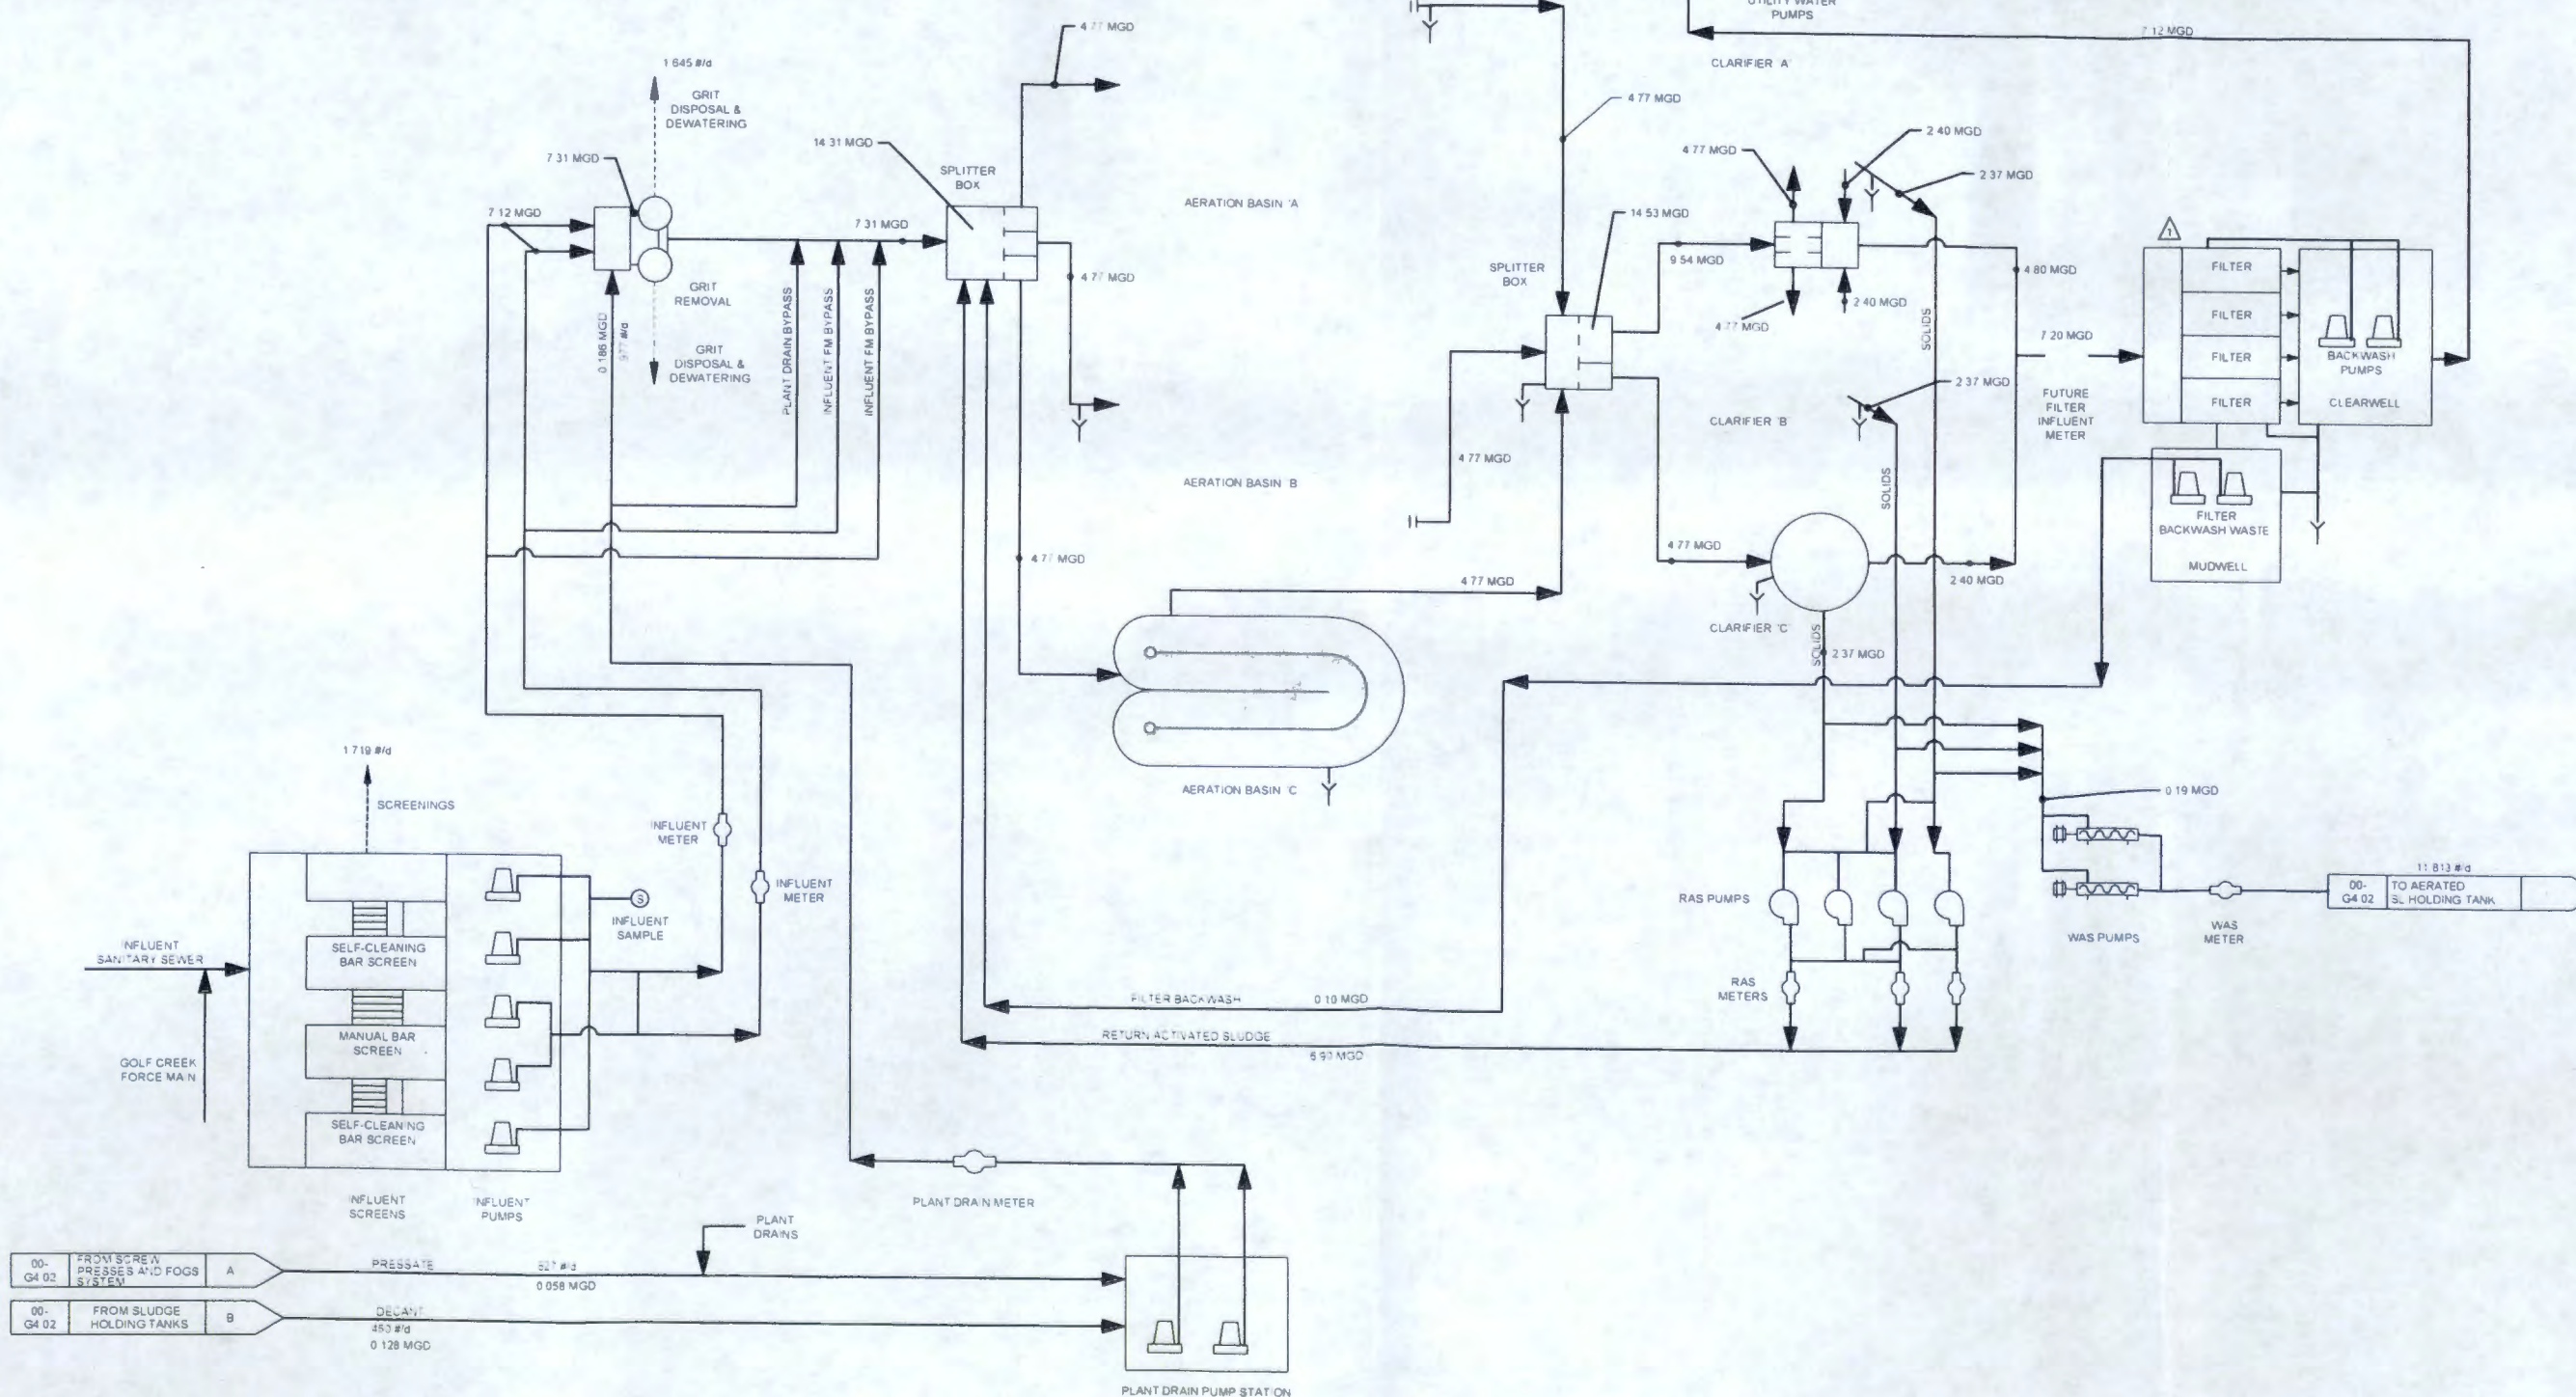 UTILITY WATER
PUMPS
7 12 MGD
4 77 MGD
CLARIFIER A'
1 645 #/d
GRIT
DISPOSAL &
DEWATERING
4 77 MGD
14 31 MGD
7 31 MGD
SPLITTER
BOX
4 77 MGD
2 40 MGD
2 37 MGD
AERATION BASIN 'A
7 12 MGD
7 31 MGD
14 53 MGD
SPLITTER
BOX
9 54 MGD
4 80 MGD
1
FILTER
FILTER
FILTER
FILTER
BACKWASH
PUMPS
CLEARWELL
4 77 MGD
GRIT
REMOVAL
2 40 MGD
4 77 MGD
0 186 MGD
977 #/d
PLANT DRAIN BYPASS
INFLUENT FM BYPASS
INFLUENT FM BYPASS
SOLIDS
7 20 MGD
GRIT
DISPOSAL &
DEWATERING
2 37 MGD
FUTURE
FILTER
INFLUENT
METER
CLARIFIER 'B
4 77 MGD
AERATION BASIN B
SOLIDS
FILTER
BACKWASH WASTE
MUDWELL
4 77 MGD
4 77 MGD
4 77 MGD
2 40 MGD
CLARIFIER 'C'
SOLIDS
2 37 MGD
1 719 #/d
SCREENINGS
AERATION BASIN 'C
0 19 MGD
INFLUENT
METER
INFLUENT
METER
S
INFLUENT
SAMPLE
RAS PUMPS
WAS PUMPS
WAS
METER
11 813 #/d
00-
G4 02
TO AERATED
SL HOLDING TANK
NFLUENT
SANITARY SEWER
SELF-CLEANING
BAR SCREEN
MANUAL BAR
SCREEN
SELF-CLEANING
BAR SCREEN
GOLF CREEK
FORCE MAIN
RAS
METERS
FILTER BACKWASH 0 10 MGD
RETURN ACTIVATED SLUDGE
MGD
NFLUENT
SCREENS
NFLUENT
PUMPS
PLANT DRAIN METER
PLANT
DRAINS
00-
G4 02
FROM SCREW
PRESSES AND FOGS
SYSTEM
A
PRESSATE
527 #/d
0 058 MGD
00-
G4 02
FROM SLUDGE
HOLDING TANKS
B
DECANT
450 #/d
0 128 MGD
PLANT DRAIN PUMP STATION